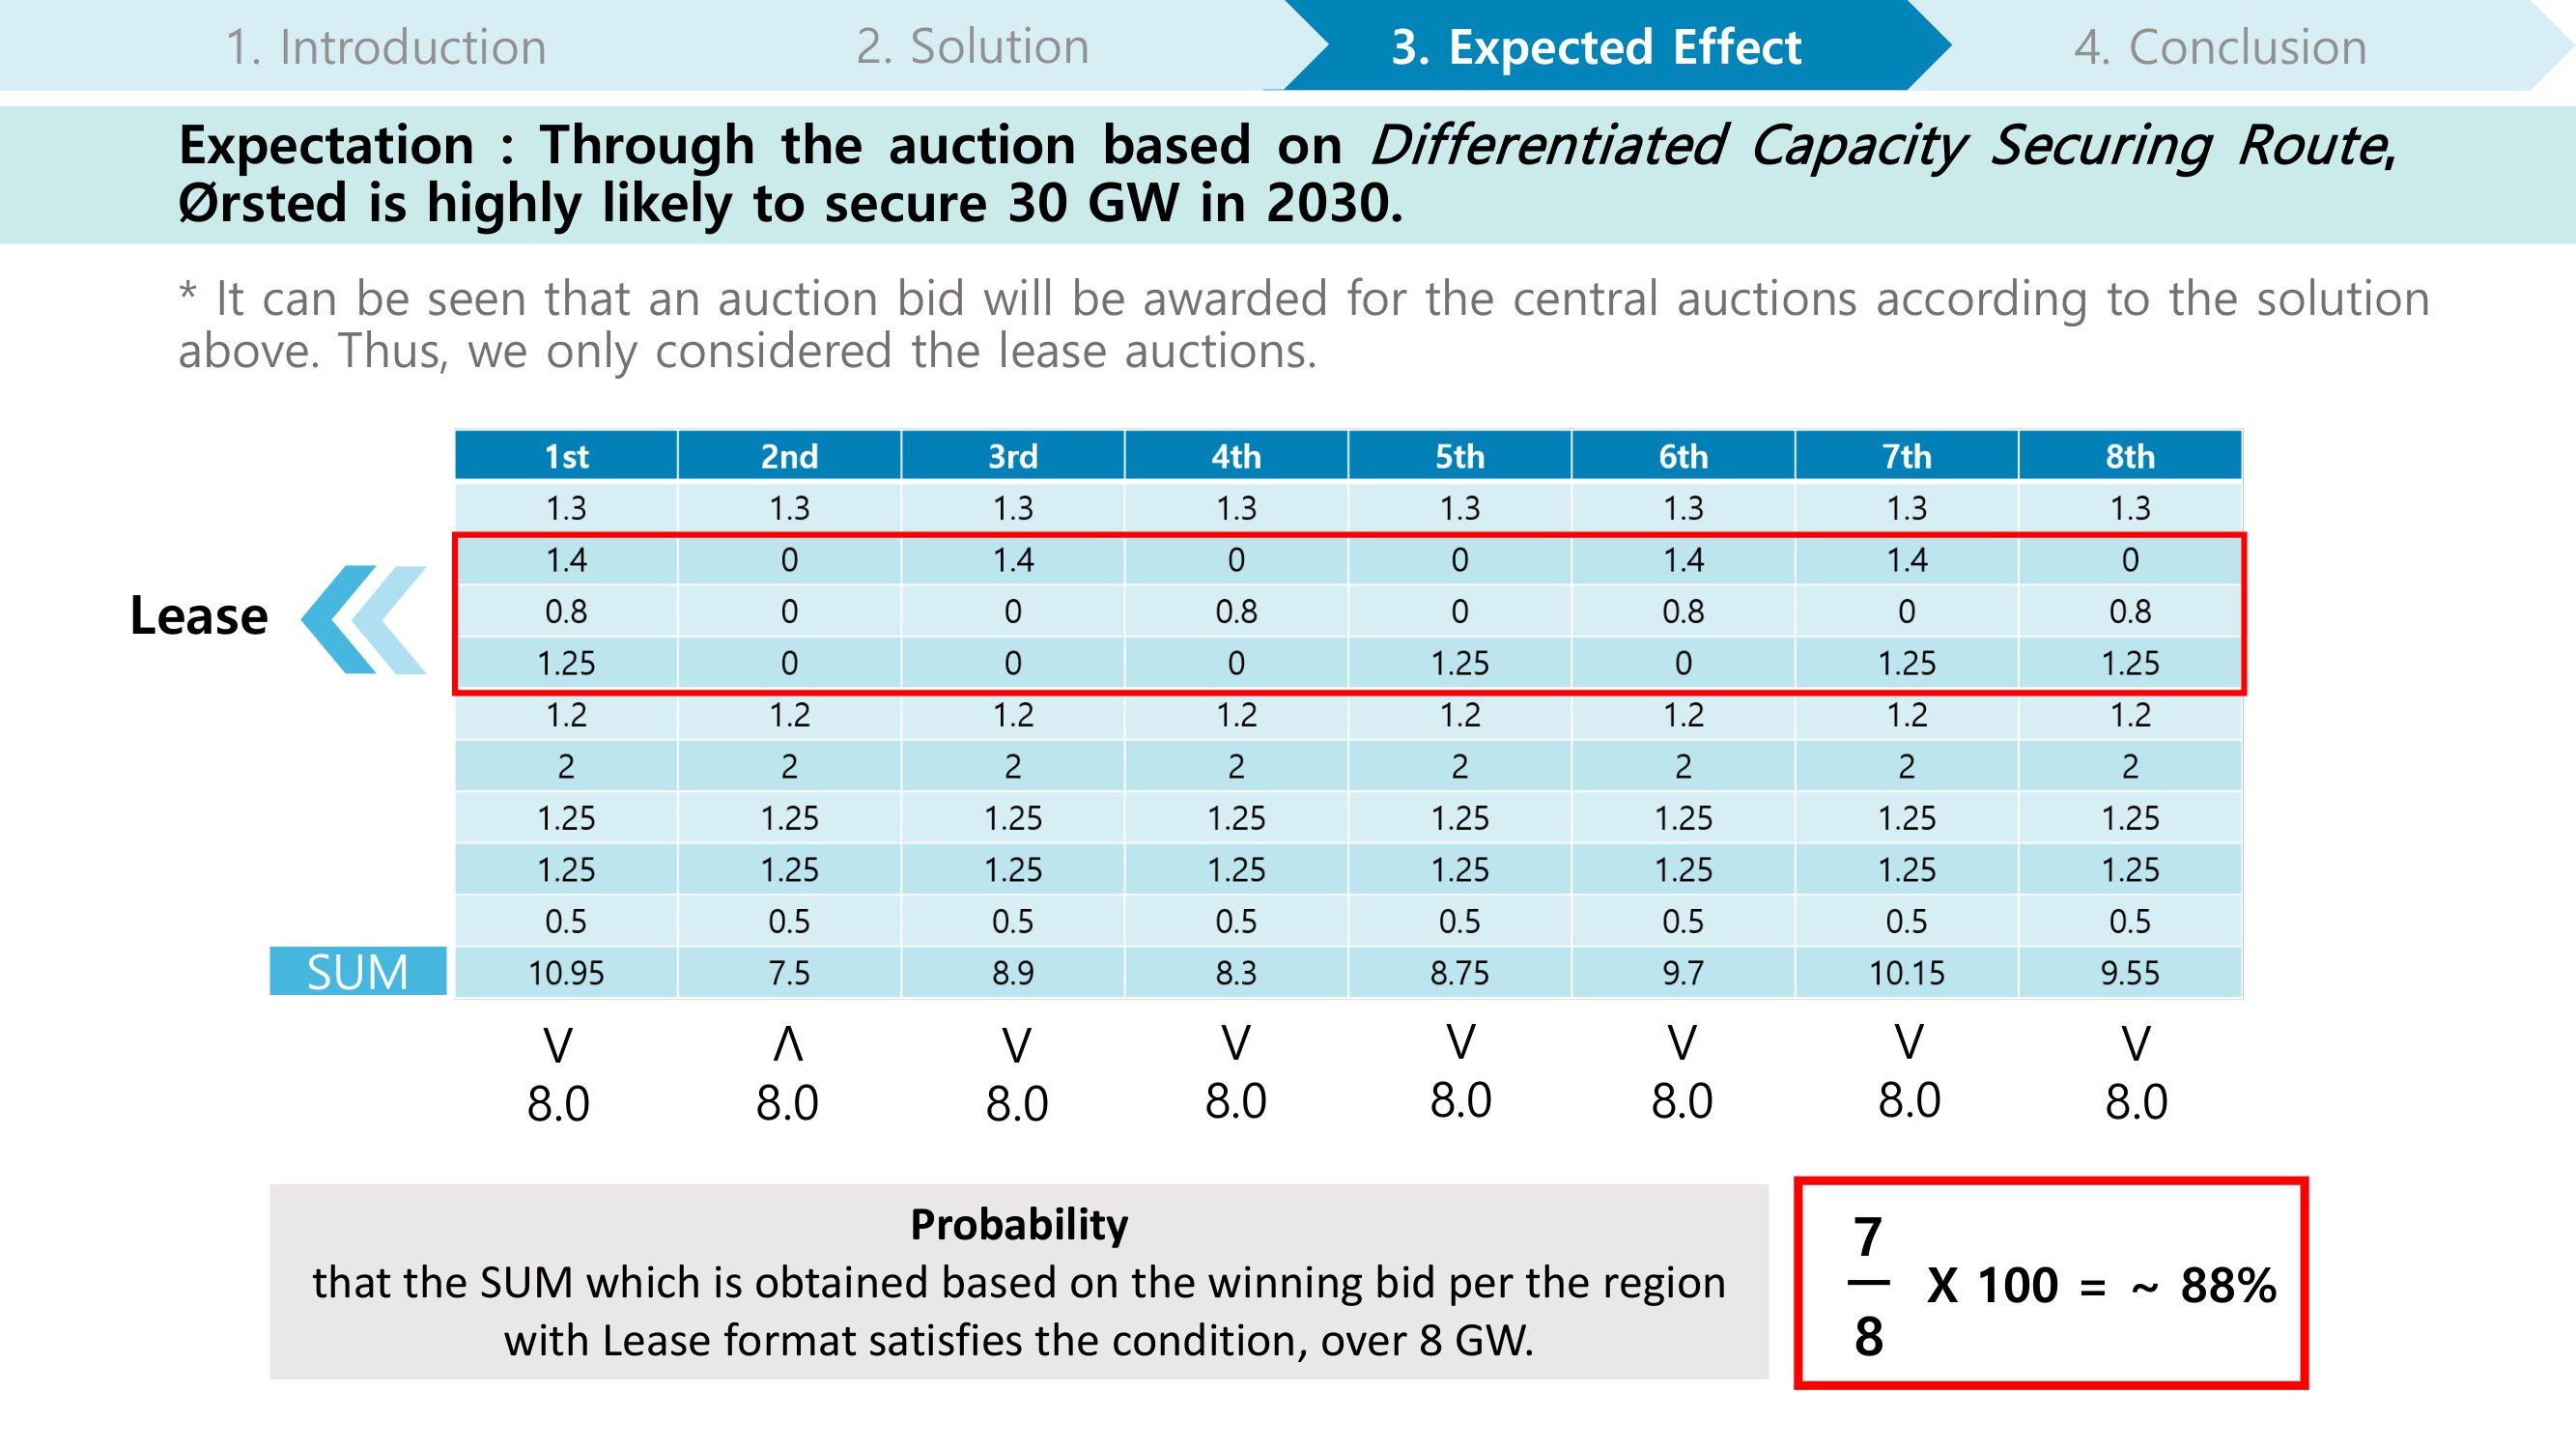 1. Introduction 2. Solution 3. Expected Effect 4. Conclusion
Expectation : Through the auction based on Differentiated Capacity Securing Route,
Ørsted is highly likely to secure 30 GW in 2030.
* It can be seen that an auction bid will be awarded for the central auctions according to the solution
above. Thus, we only considered the lease auctions.
1st 2nd 3rd 4th 5th 6th 7th 8th
1.3 1.3 1.3 1.3 1.3 1.3 1.3 1.3
1.4 0 1.4 0 0 1.4 1.4 0
Lease
0.8 0 0 0.8 0 0.8 0 0.8
1.25 0 0 0 1.25 0 1.25 1.25
1.2 1.2 1.2 1.2 1.2 1.2 1.2 1.2
2 2 2 2 2 2 2 2
1.25 1.25 1.25 1.25 1.25 1.25 1.25 1.25
1.25 1.25 1.25 1.25 1.25 1.25 1.25 1.25
0.5 0.5 0.5 0.5 0.5 0.5 0.5 0.5
SUM 10.95 7.5 8.9 8.3 8.75 9.7 10.15 9.55
V Λ V V V V V V
8.0 8.0 8.0 8.0 8.0 8.0 8.0 8.0
Probability
that the SUM which is obtained based on the winning bid per the region
with Lease format satisfies the condition, over 8 GW.
7
8
X 100 = ~ 88%